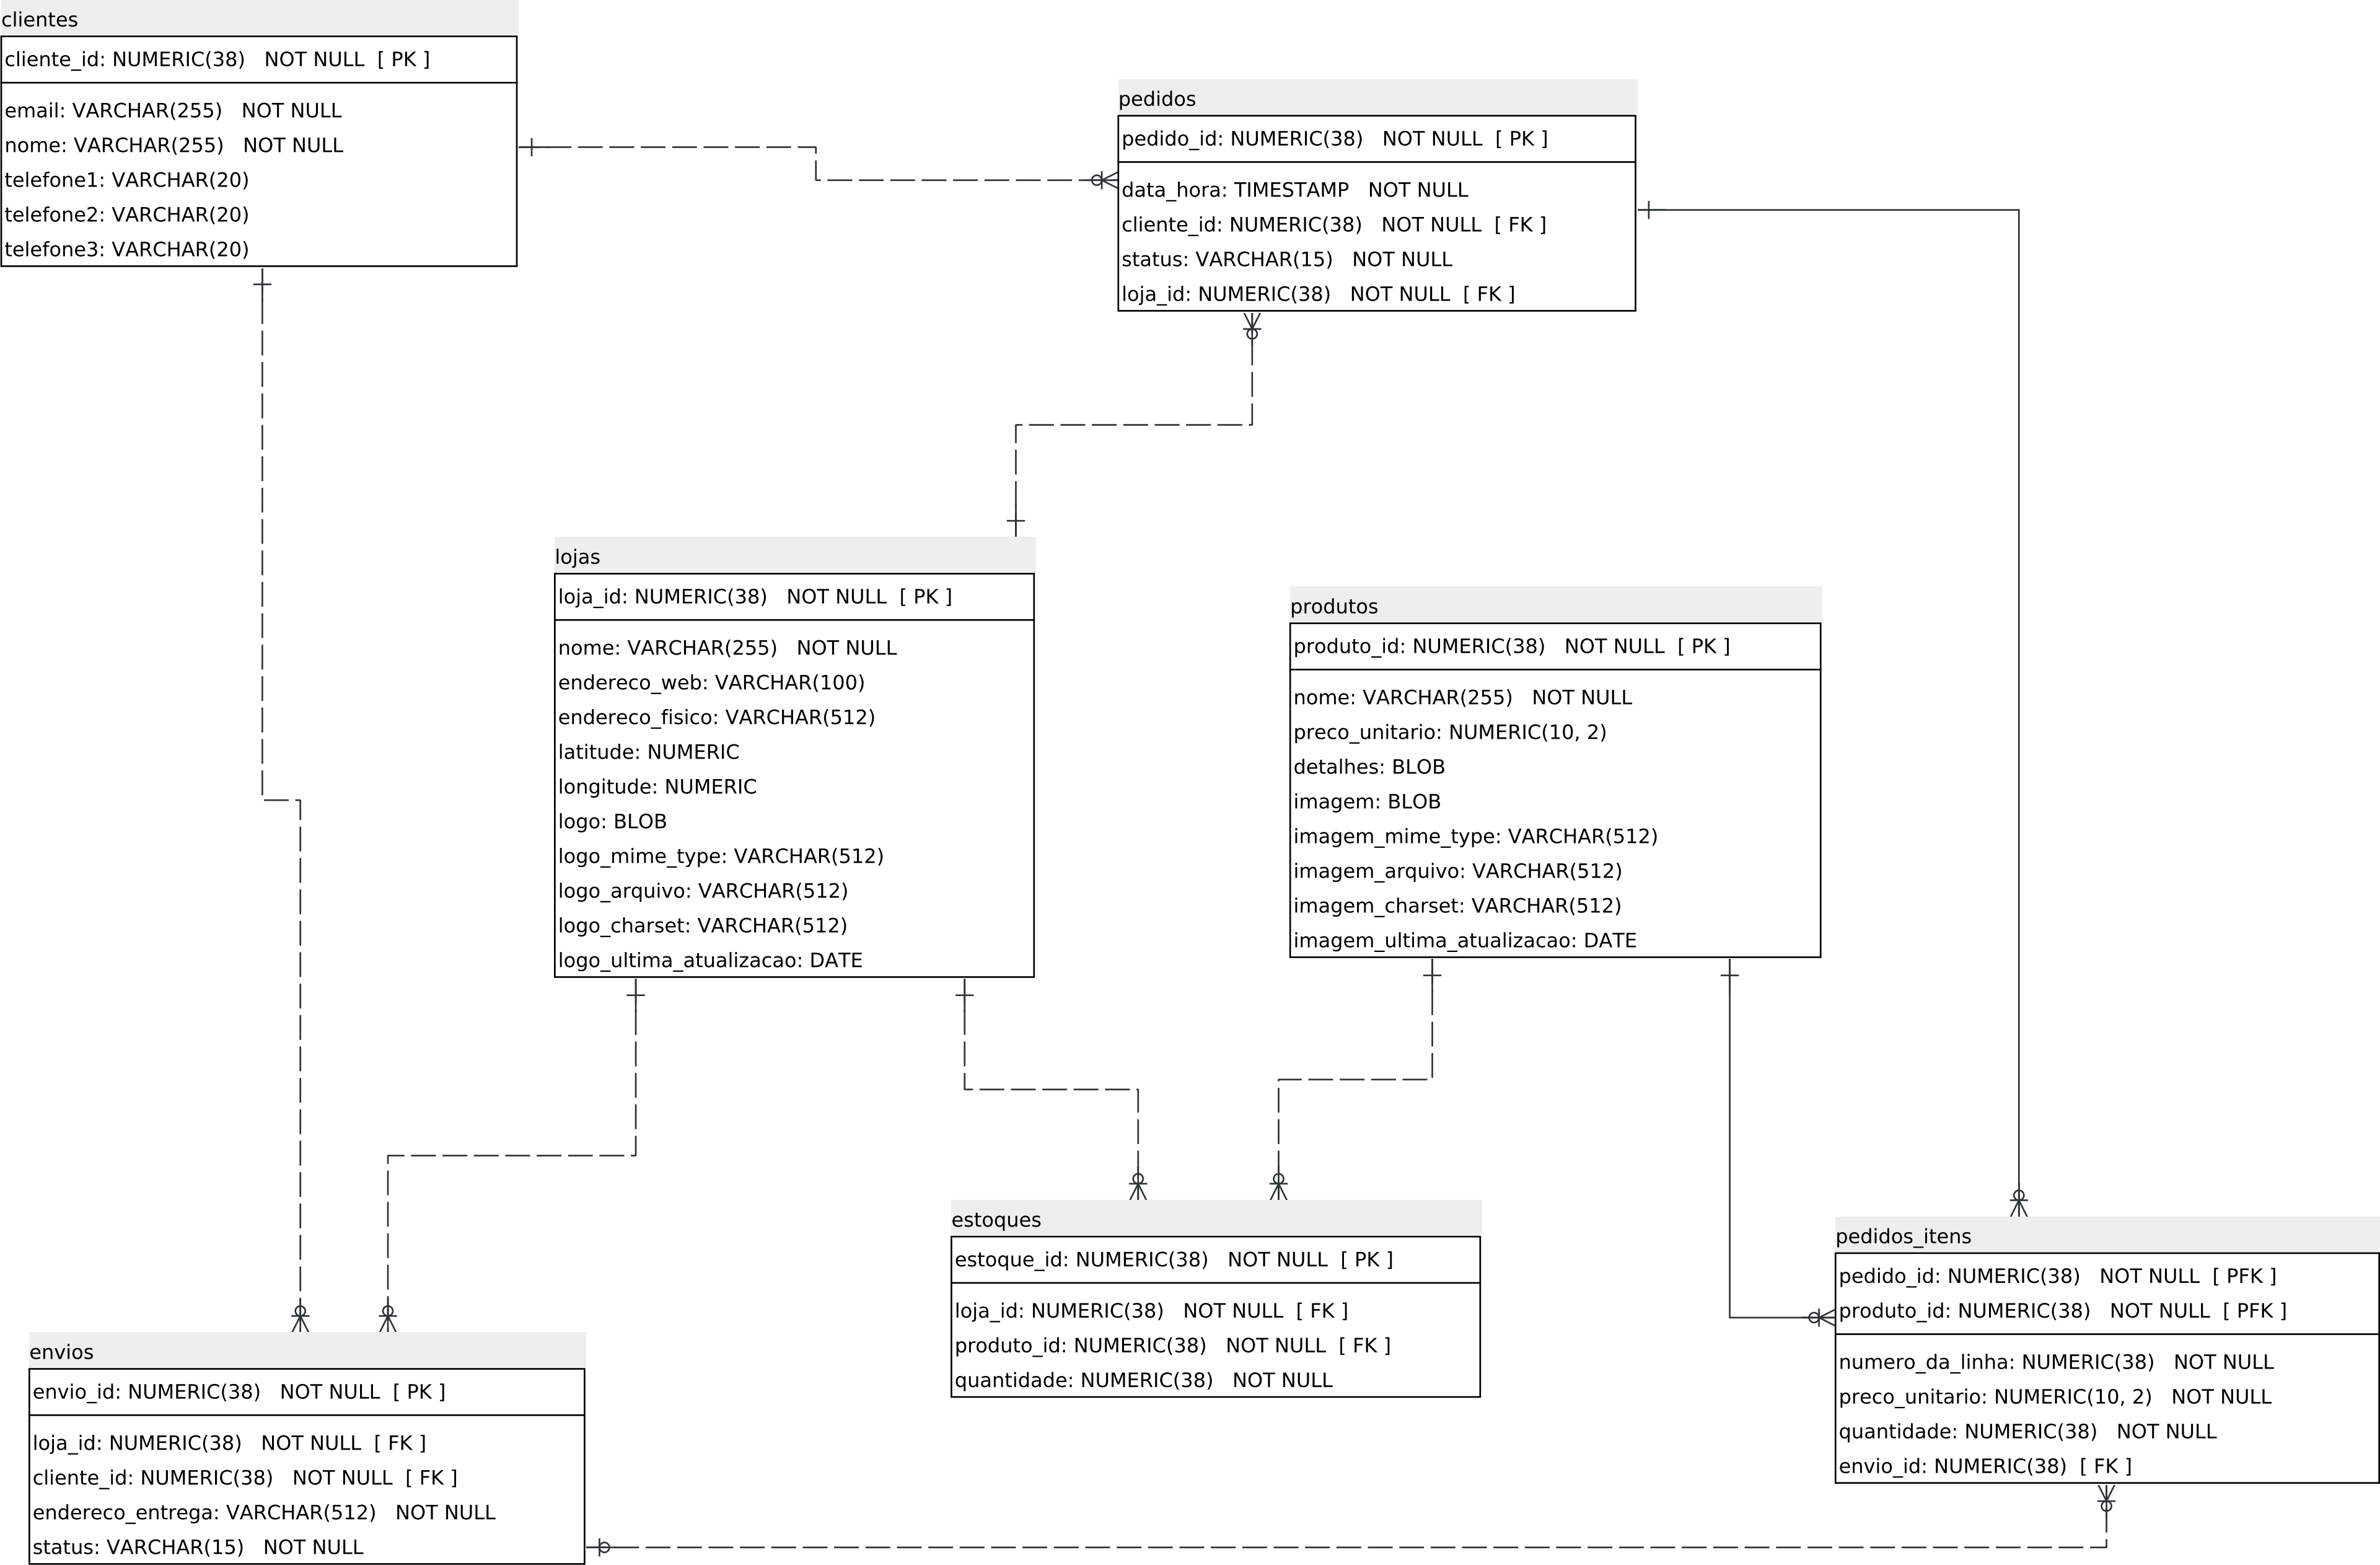 clientes
cliente_id: NUMERIC(38)   NOT NULL  [ PK ]
email: VARCHAR(255)   NOT NULL
nome: VARCHAR(255)   NOT NULL
telefone1: VARCHAR(20)
telefone2: VARCHAR(20)
telefone3: VARCHAR(20)
pedidos
pedido_id: NUMERIC(38)   NOT NULL  [ PK ]
data_hora: TIMESTAMP   NOT NULL
cliente_id: NUMERIC(38)   NOT NULL  [ FK ]
status: VARCHAR(15)   NOT NULL
loja_id: NUMERIC(38)   NOT NULL  [ FK ]
lojas
loja_id: NUMERIC(38)   NOT NULL  [ PK ]
nome: VARCHAR(255)   NOT NULL
endereco_web: VARCHAR(100)
endereco_fisico: VARCHAR(512)
latitude: NUMERIC
longitude: NUMERIC
logo: BLOB
logo_mime_type: VARCHAR(512)
logo_arquivo: VARCHAR(512)
logo_charset: VARCHAR(512)
logo_ultima_atualizacao: DATE
produtos
produto_id: NUMERIC(38)   NOT NULL  [ PK ]
nome: VARCHAR(255)   NOT NULL
preco_unitario: NUMERIC(10, 2)
detalhes: BLOB
imagem: BLOB
imagem_mime_type: VARCHAR(512)
imagem_arquivo: VARCHAR(512)
imagem_charset: VARCHAR(512)
imagem_ultima_atualizacao: DATE
estoques
estoque_id: NUMERIC(38)   NOT NULL  [ PK ]
loja_id: NUMERIC(38)   NOT NULL  [ FK ]
produto_id: NUMERIC(38)   NOT NULL  [ FK ]
quantidade: NUMERIC(38)   NOT NULL
pedidos_itens
pedido_id: NUMERIC(38)   NOT NULL  [ PFK ]
produto_id: NUMERIC(38)   NOT NULL  [ PFK ]
numero_da_linha: NUMERIC(38)   NOT NULL
preco_unitario: NUMERIC(10, 2)   NOT NULL
quantidade: NUMERIC(38)   NOT NULL
envio_id: NUMERIC(38)  [ FK ]
envios
envio_id: NUMERIC(38)   NOT NULL  [ PK ]
loja_id: NUMERIC(38)   NOT NULL  [ FK ]
cliente_id: NUMERIC(38)   NOT NULL  [ FK ]
endereco_entrega: VARCHAR(512)   NOT NULL
status: VARCHAR(15)   NOT NULL